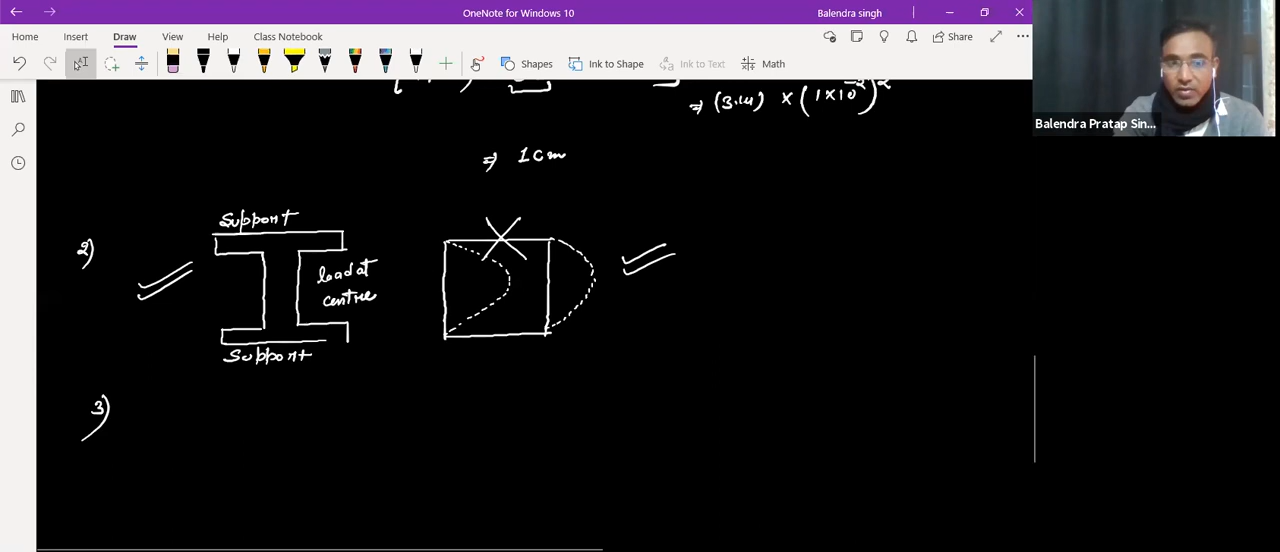 OneNote for Windows 10
Balendra singh
Home Insert Draw View Help Class Notebook Share
Shapes Ink to Shape Ink to Text Math
Balendra Pratap Sin...
⇒ (3.14) × (1×10⁻²)²
⇒ 1cm
2)
Support
load at
centre
Support
3)